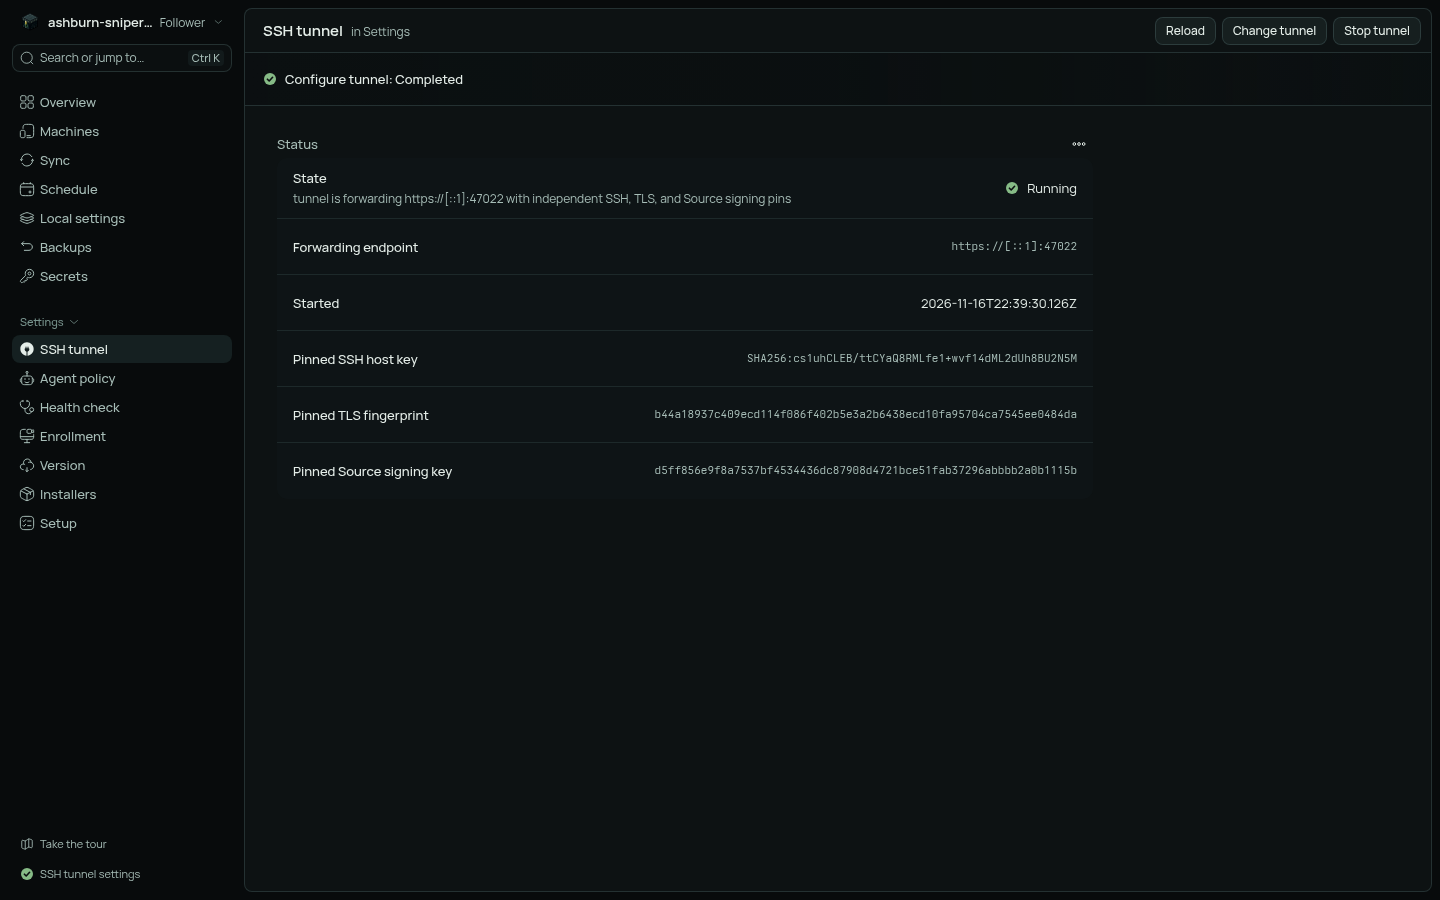 ashburn-sniper... Follower
Search or jump to... Ctrl K
Overview
Machines
Sync
Schedule
Local settings
Backups
Secrets
Settings
SSH tunnel
Agent policy
Health check
Enrollment
Version
Installers
Setup
Take the tour
SSH tunnel settings
SSH tunnel in Settings
Reload Change tunnel Stop tunnel
Configure tunnel: Completed
Status
State
tunnel is forwarding https://[::1]:47022 with independent SSH, TLS, and Source signing pins
Running
Forwarding endpoint https://[::1]:47022
Started 2026-11-16T22:39:30.126Z
Pinned SSH host key SHA256:cs1uhCLEB/ttCYaQ8RMLfe1+wvf14dML2dUh8BU2N5M
Pinned TLS fingerprint b44a18937c409ecd114f086f402b5e3a2b6438ecd10fa95704ca7545ee0484da
Pinned Source signing key d5ff856e9f8a7537bf4534436dc87908d4721bce51fab37296abbbb2a0b1115b